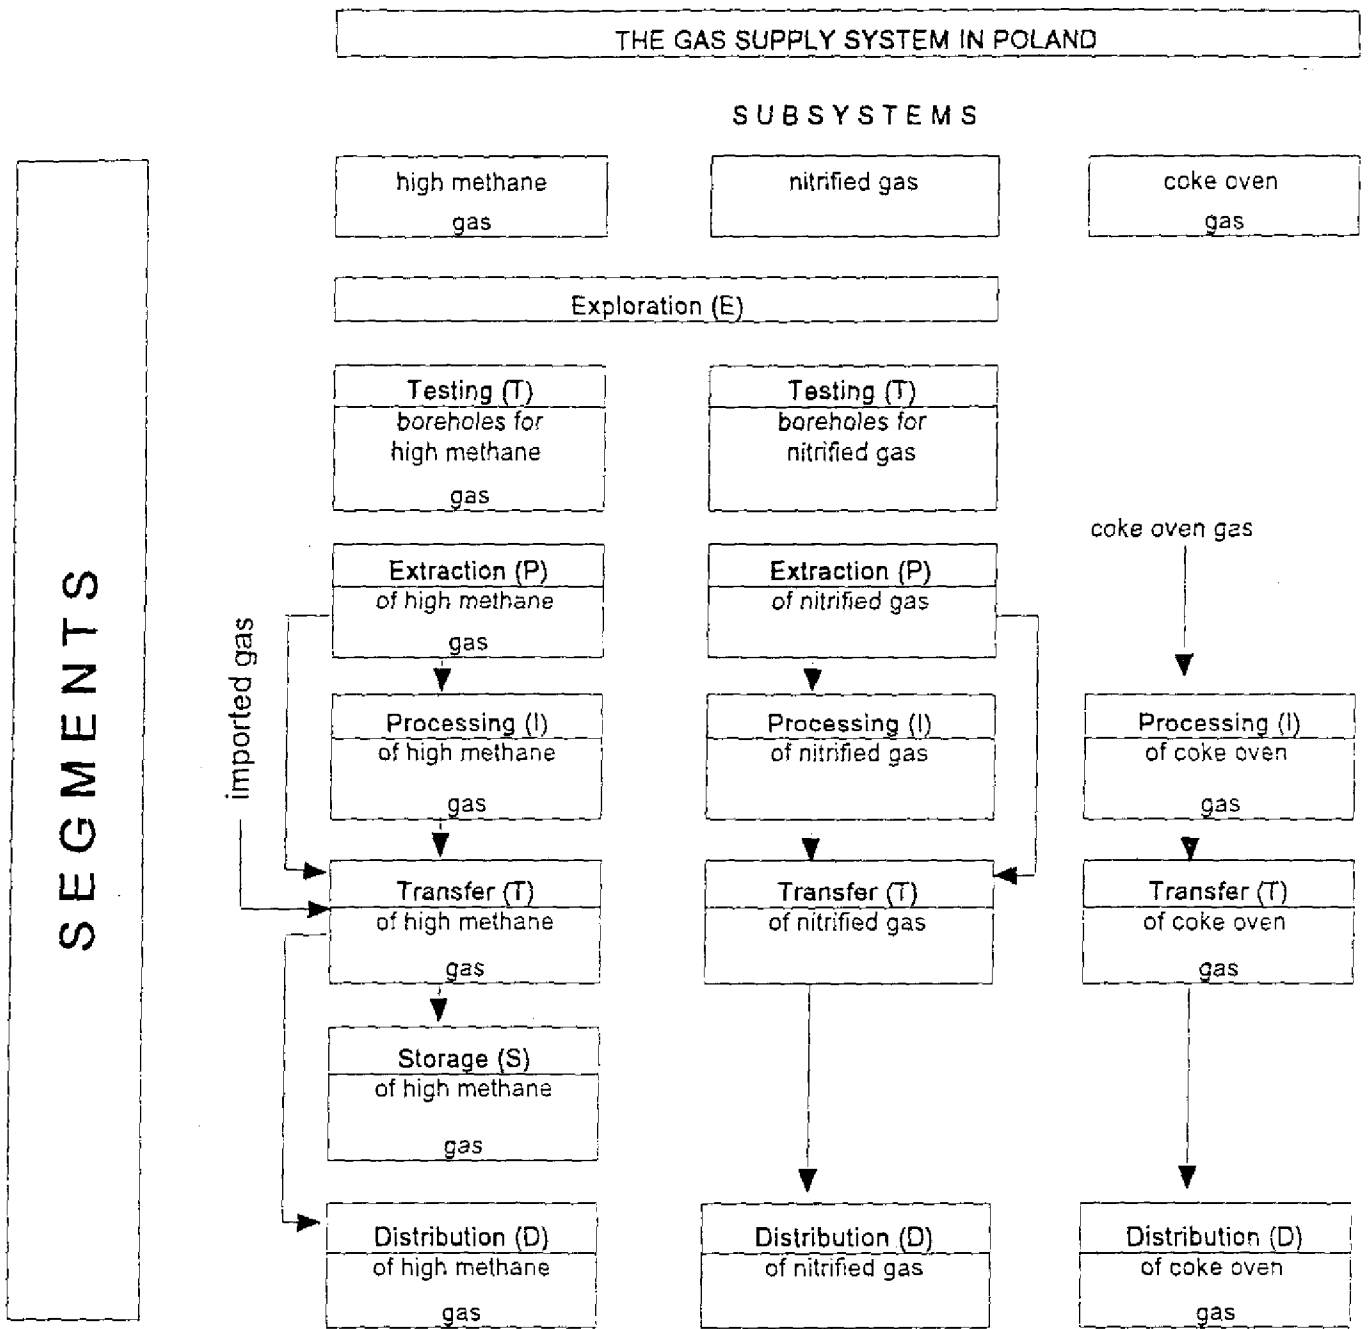 THE GAS SUPPLY SYSTEM IN POLAND
SUBSYSTEMS
high methane
gas
nitrified gas
coke oven
gas
Exploration (E)
Testing (T)
boreholes for
high methane
gas
Testing (T)
boreholes for
nitrified gas
SEGMENTS
imported gas
coke oven gas
Extraction (P)
of high methane
gas
Extraction (P)
of nitrified gas
Processing (I)
of high methane
gas
Processing (I)
of nitrified gas
Processing (I)
of coke oven
gas
Transfer (T)
of high methane
gas
Transfer (T)
of nitrified gas
Transfer (T)
of coke oven
gas
Storage (S)
of high methane
gas
Distribution (D)
of high methane
gas
Distribution (D)
of nitrified gas
Distribution (D)
of coke oven
gas